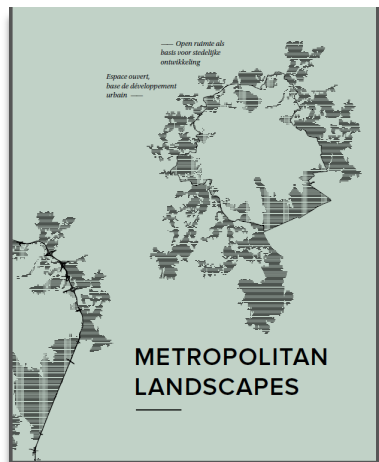 Open ruimte als
basis voor stedelijke
ontwikkeling
Espace ouvert,
base de développement
urbain
METROPOLITAN
LANDSCAPES